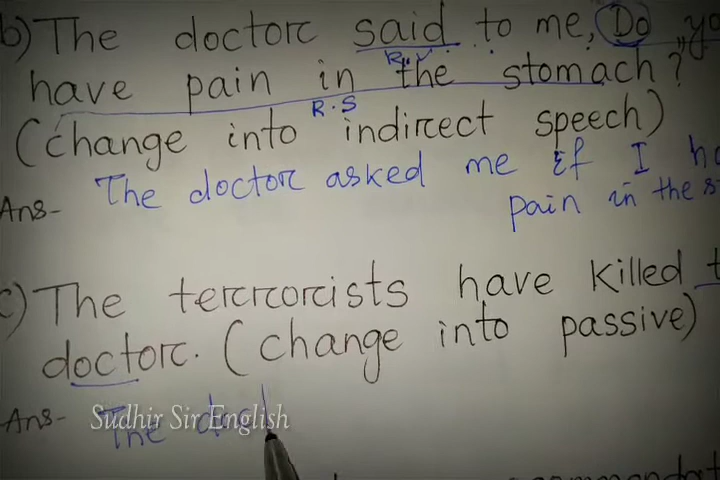 b) The doctor said to me, "Do
R.V
have pain in the stomach?
R.S
(change into indirect speech)
Ans- The doctor asked me if I
pain in the
c) The terrorists have killed
doctor. (change into passive)
Ans- The doc
Sudhir Sir English